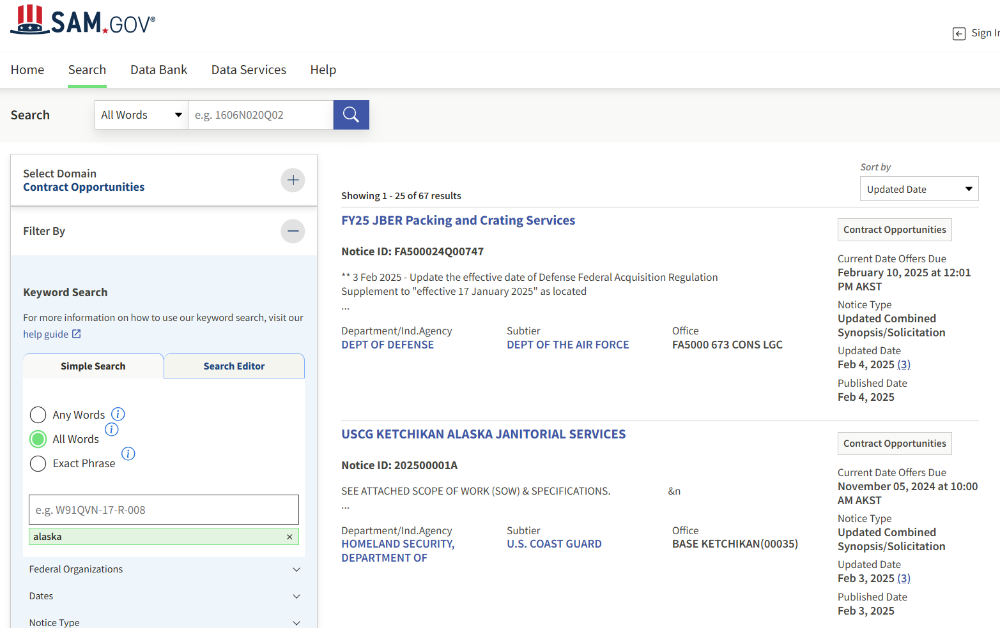 SAM.GOV®
Sign In
Home Search Data Bank Data Services Help
Search All Words e.g. 1606N020Q02
Select Domain
Contract Opportunities
Filter By
Keyword Search
For more information on how to use our keyword search, visit our
help guide
Simple Search Search Editor
Any Words
All Words
Exact Phrase
e.g. W91QVN-17-R-008
alaska ×
Federal Organizations
Dates
Notice Type
Sort by
Updated Date
Showing 1 - 25 of 67 results
FY25 JBER Packing and Crating Services
Notice ID: FA500024Q00747
** 3 Feb 2025 - Update the effective date of Defense Federal Acquisition Regulation
Supplement to "effective 17 January 2025" as located
...
Department/Ind.Agency Subtier Office
DEPT OF DEFENSE DEPT OF THE AIR FORCE FA5000 673 CONS LGC
Contract Opportunities
Current Date Offers Due
February 10, 2025 at 12:01
PM AKST
Notice Type
Updated Combined
Synopsis/Solicitation
Updated Date
Feb 4, 2025 (3)
Published Date
Feb 4, 2025
USCG KETCHIKAN ALASKA JANITORIAL SERVICES
Notice ID: 202500001A
SEE ATTACHED SCOPE OF WORK (SOW) & SPECIFICATIONS. &n
...
Department/Ind.Agency Subtier Office
HOMELAND SECURITY, U.S. COAST GUARD BASE KETCHIKAN(00035)
DEPARTMENT OF
Contract Opportunities
Current Date Offers Due
November 05, 2024 at 10:00
AM AKST
Notice Type
Updated Combined
Synopsis/Solicitation
Updated Date
Feb 3, 2025 (3)
Published Date
Feb 3, 2025